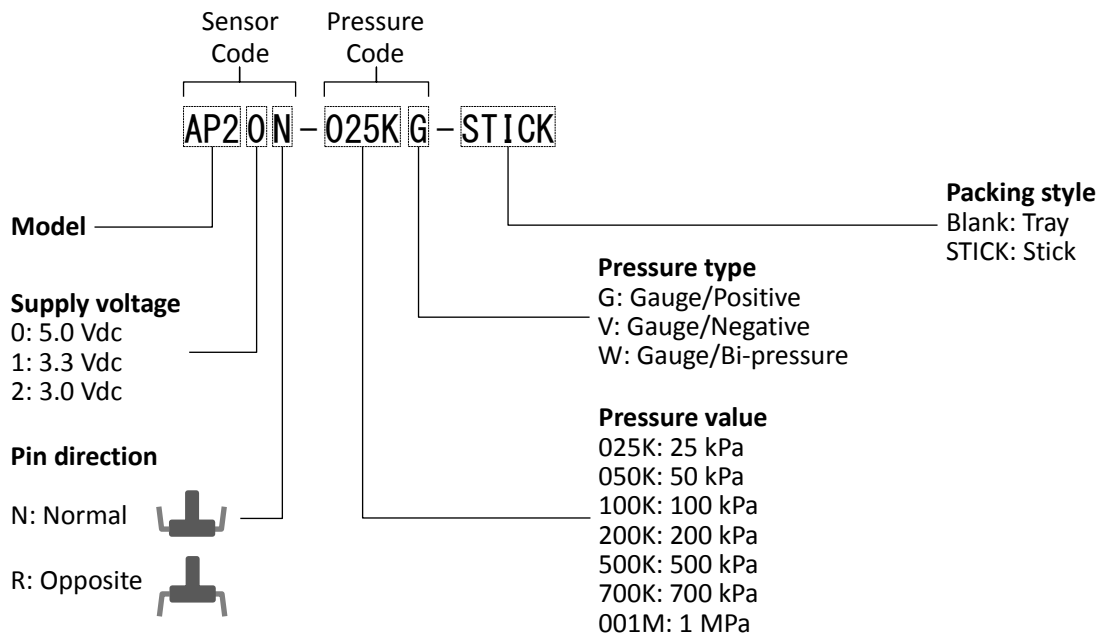 Sensor Code
Pressure Code
AP20N-025KG-STICK
Model
Supply voltage
0: 5.0 Vdc
1: 3.3 Vdc
2: 3.0 Vdc
Pin direction
N: Normal
R: Opposite
Packing style
Blank: Tray
STICK: Stick
Pressure type
G: Gauge/Positive
V: Gauge/Negative
W: Gauge/Bi-pressure
Pressure value
025K: 25 kPa
050K: 50 kPa
100K: 100 kPa
200K: 200 kPa
500K: 500 kPa
700K: 700 kPa
001M: 1 MPa